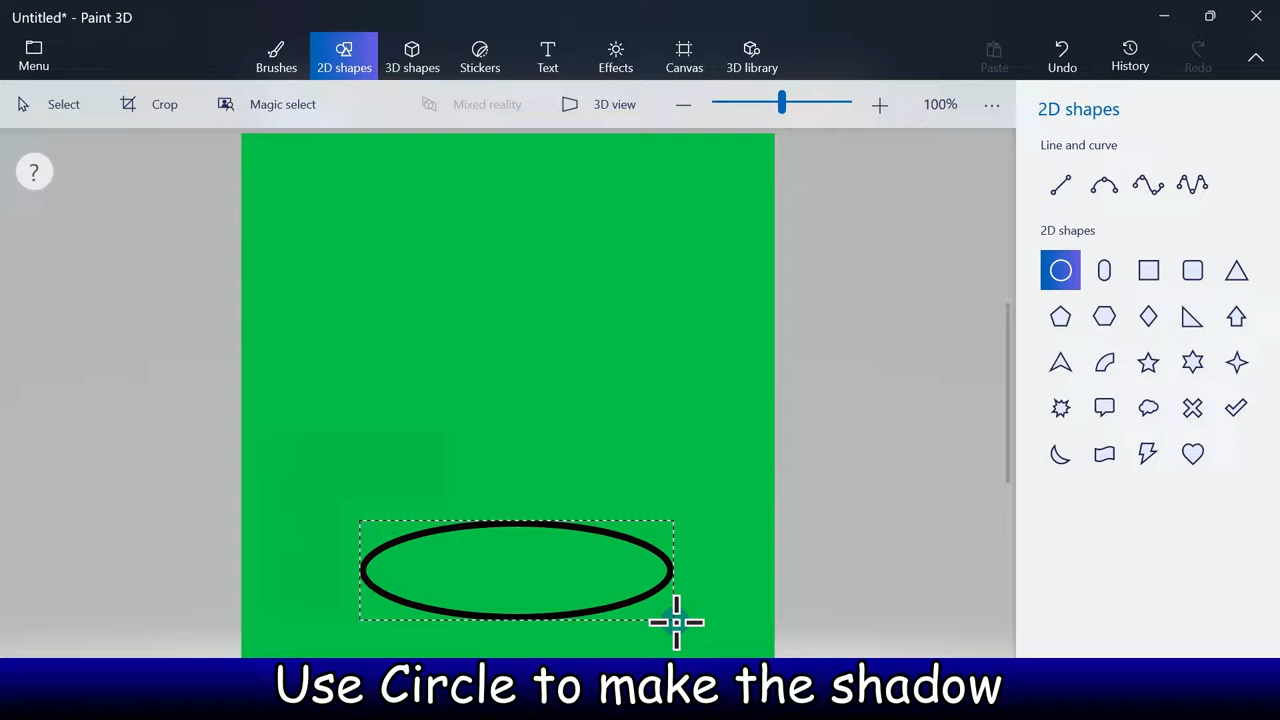 Untitled* - Paint 3D
Menu
Brushes
2D shapes
3D shapes
Stickers
Text
Effects
Canvas
3D library
Paste
Undo
History
Redo
Select
Crop
Magic select
Mixed reality
3D view
100%
?
2D shapes
Line and curve
2D shapes
Use Circle to make the shadow